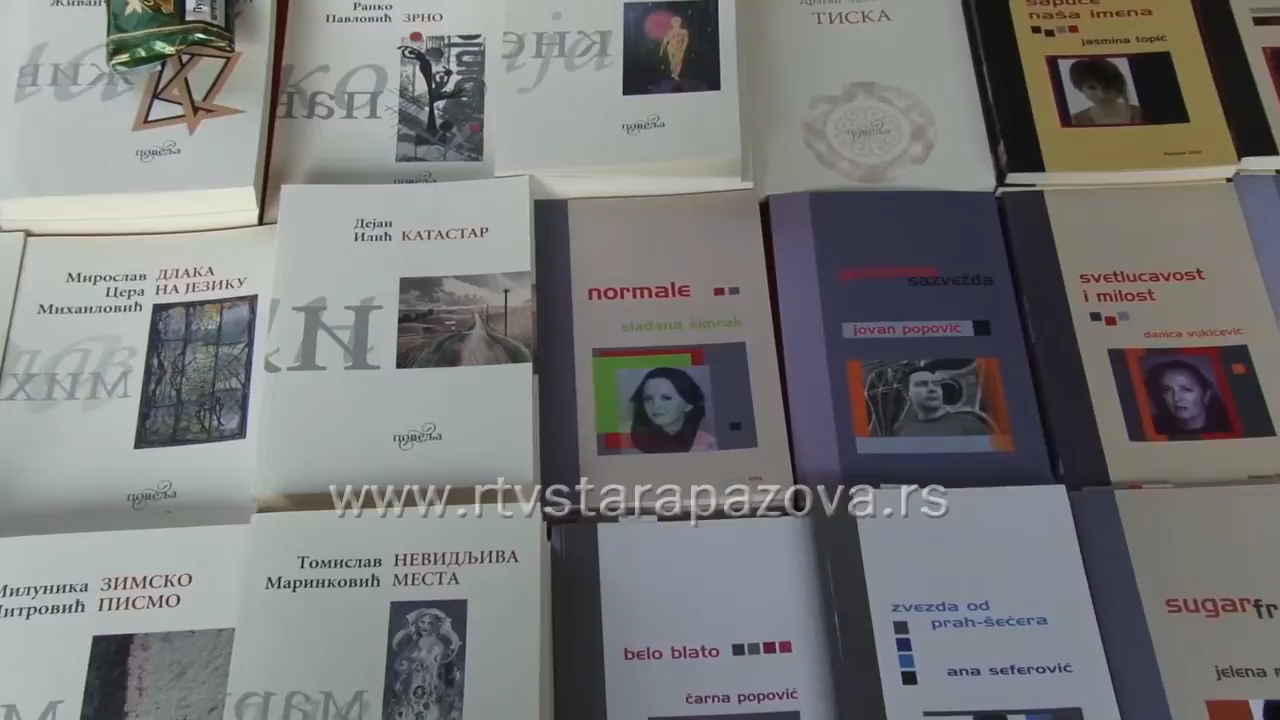 Ранко
Павловић ЗРНО
повеља
повеља
повеља
ТИСКА
повеља
šapuće
naša imena
jasmina topić
Мирослав ДЛАКА
Цера НА ЈЕЗИКУ
Михаиловић
повеља
Дејан
Илић КАТАСТАР
повеља
normale
slađana simrak
sazvežđa
jovan popović
svetlucavost
i milost
danica vukićević
www.rtvstarapazova.rs
Милуника ЗИМСКО
Митровић ПИСМО
Томислав НЕВИДЉИВА
Маринковић МЕСТА
belo blato
čarna popović
zvezda od
prah-šećera
ana seferović
sugar
jelena